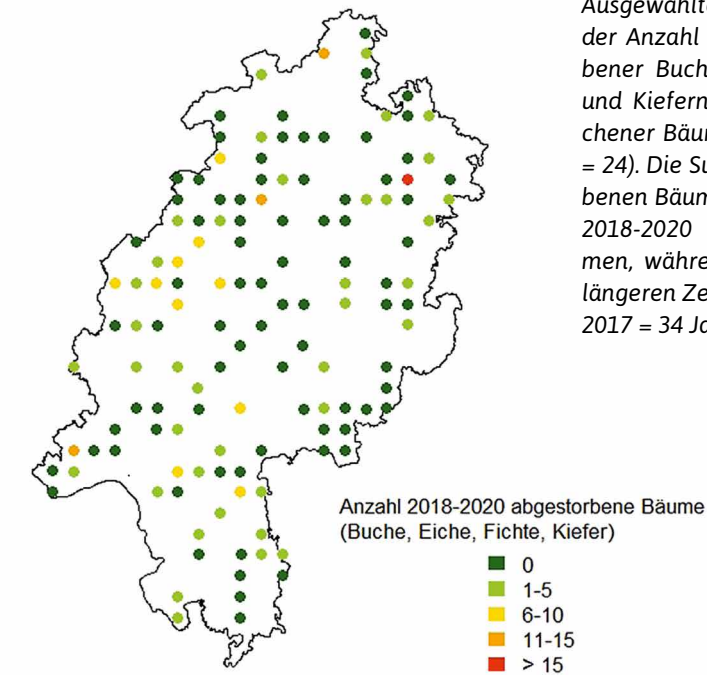 Ausgewählte
der Anzahl
bener Buch
und Kiefern
chener Bäum
= 24). Die Su
benen Bäum
2018-2020
men, währe
längeren Ze
2017 = 34 Ja
Anzahl 2018-2020 abgestorbene Bäume
(Buche, Eiche, Fichte, Kiefer)
0
1-5
6-10
11-15
> 15